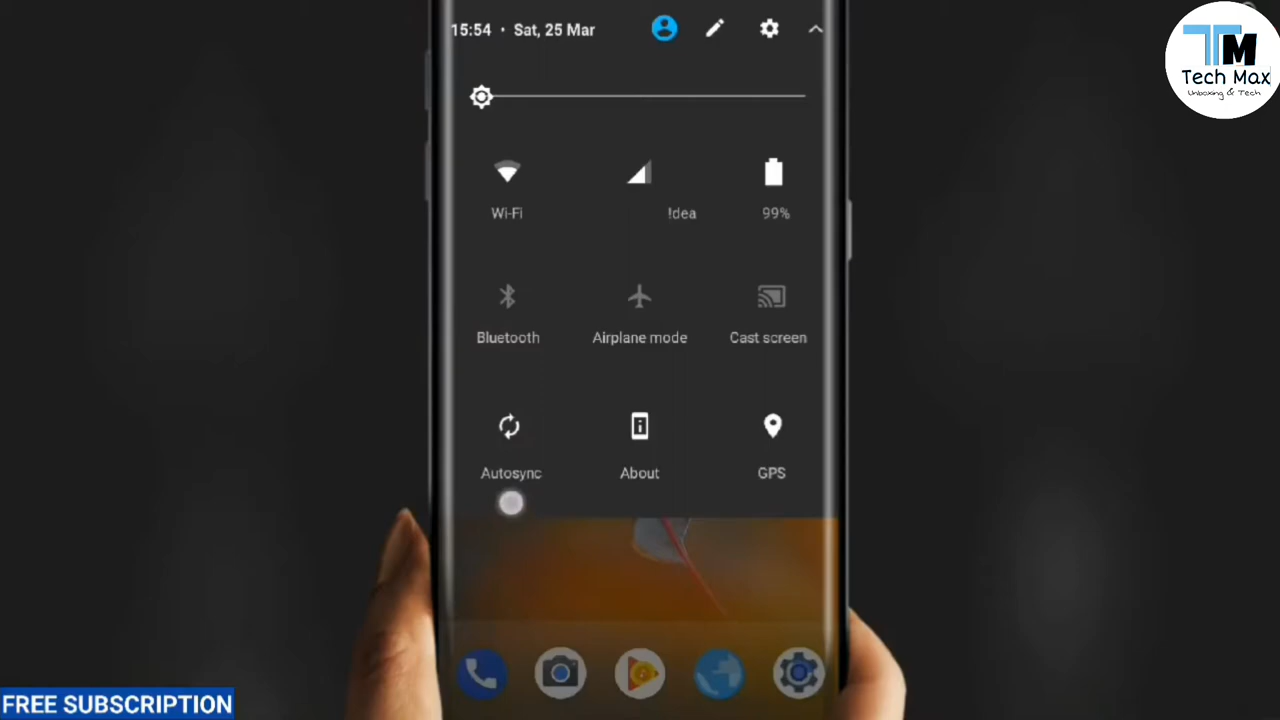 15:54 • Sat, 25 Mar
TM
Tech Max
Unboxing & Tech
Wi-Fi
!dea
99%
Bluetooth
Airplane mode
Cast screen
Autosync
About
GPS
FREE SUBSCRIPTION